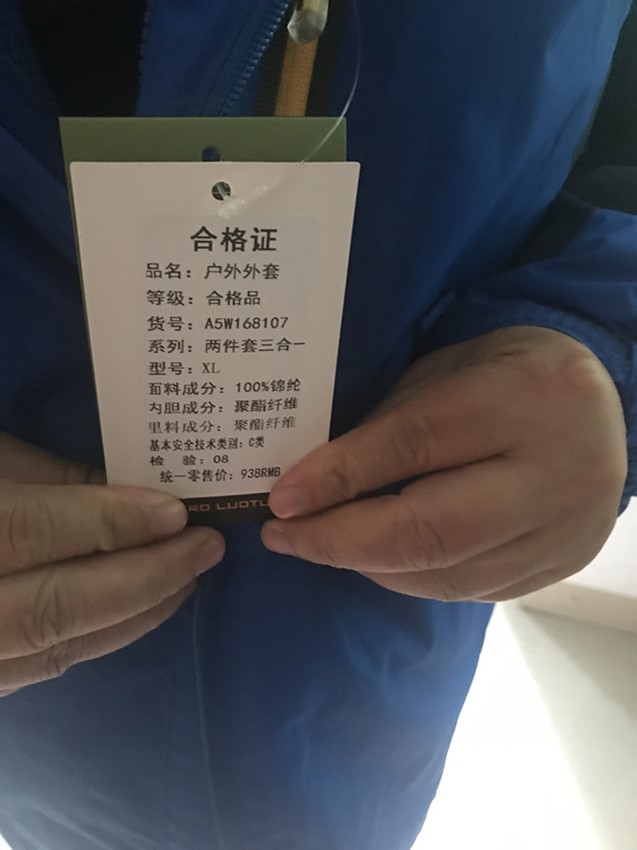 合格证
品名：户外外套
等级：合格品
货号：A5W168107
系列：两件套三合一
型号：XL
面料成分：100%锦纶
内胆成分：聚酯纤维
里料成分：聚酯纤维
基本安全技术类别：C类
检 验：08
统一零售价：938RMB
RO LUOTU